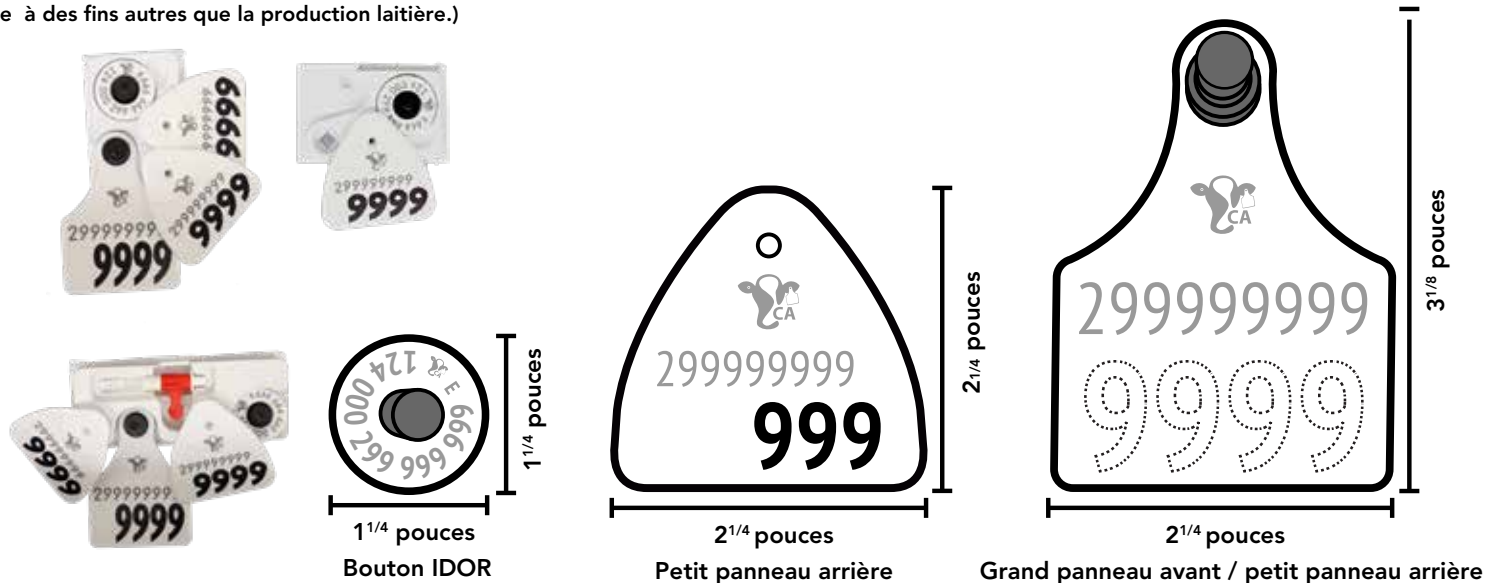 e à des fins autres que la production laitière.)
299999999
9999
299999999
9999
299999999
9999
29999999
9999
9999
299999999
9999
29999999
9999
124 000 299 999 999
CA
E
1 1/4 pouces
1 1/4 pouces
Bouton IDOR
CA
299999999
999
2 1/4 pouces
2 1/4 pouces
Petit panneau arrière
CA
299999999
9999
3 1/8 pouces
2 1/4 pouces
Grand panneau avant / petit panneau arrière